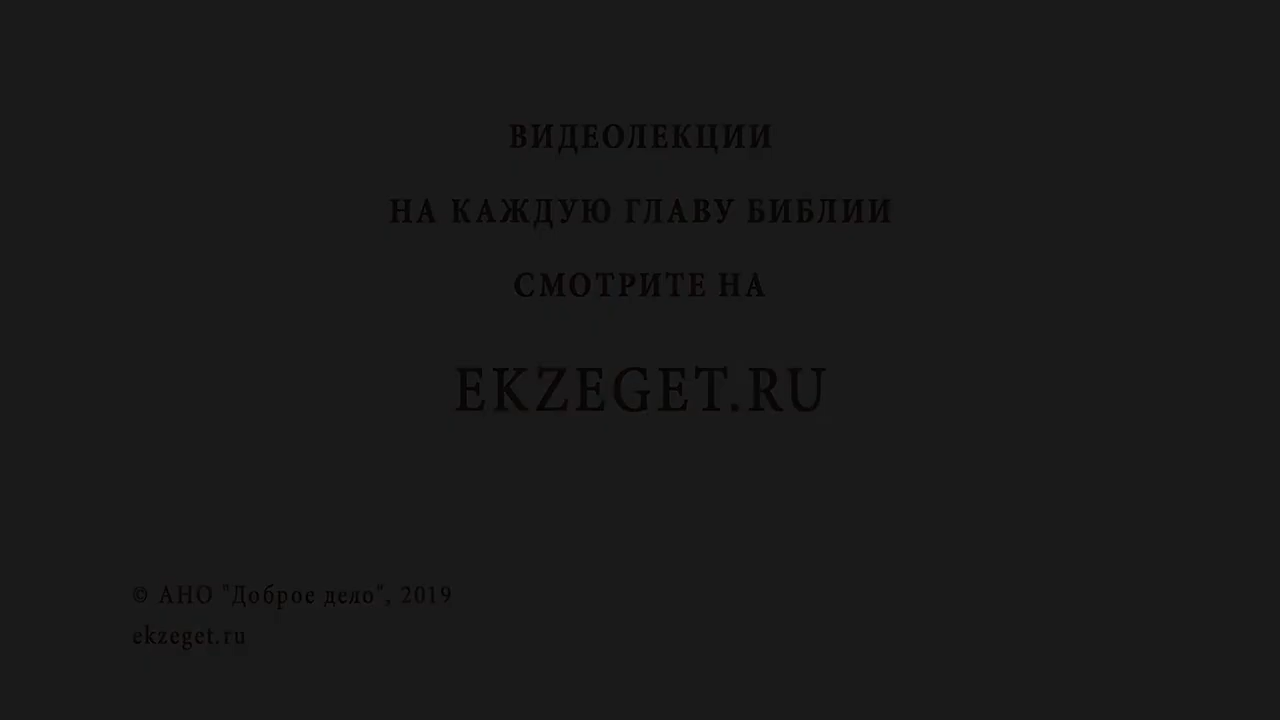 ВИДЕОЛЕКЦИИ
НА КАЖДУЮ ГЛАВУ БИБЛИИ
СМОТРИТЕ НА
EKZEGET.RU
© АНО "Доброе дело", 2019
ekzeget.ru